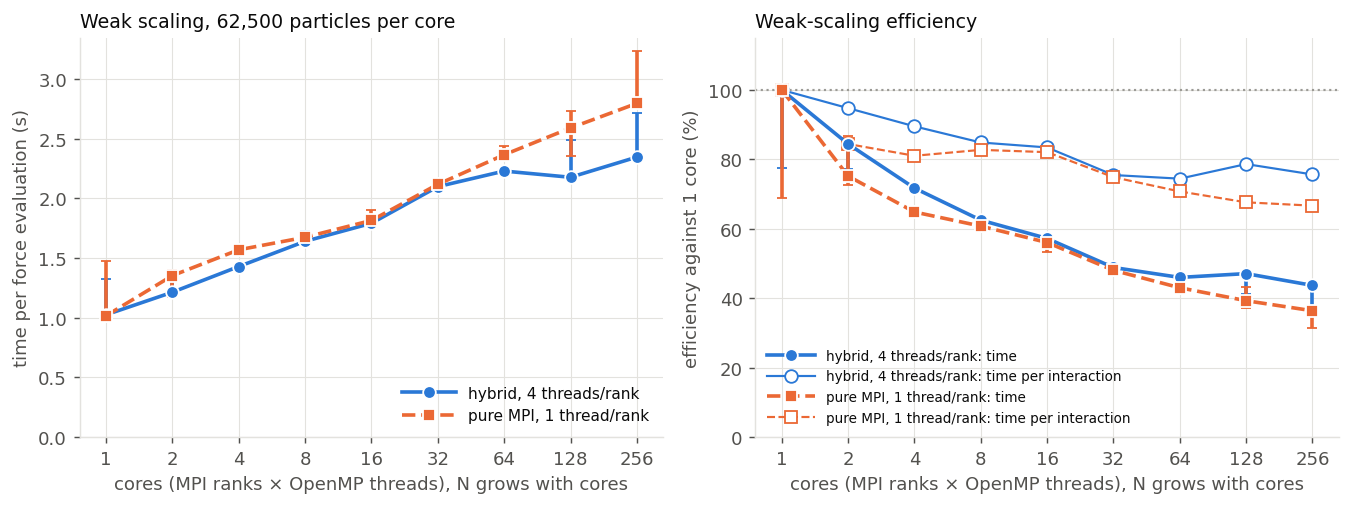 Weak scaling, 62,500 particles per core
time per force evaluation (s)
3.0
2.5
2.0
1.5
1.0
0.5
0.0
hybrid, 4 threads/rank
pure MPI, 1 thread/rank
1 2 4 8 16 32 64 128 256
cores (MPI ranks × OpenMP threads), N grows with cores
Weak-scaling efficiency
efficiency against 1 core (%)
100
80
60
40
20
0
hybrid, 4 threads/rank: time
hybrid, 4 threads/rank: time per interaction
pure MPI, 1 thread/rank: time
pure MPI, 1 thread/rank: time per interaction
1 2 4 8 16 32 64 128 256
cores (MPI ranks × OpenMP threads), N grows with cores